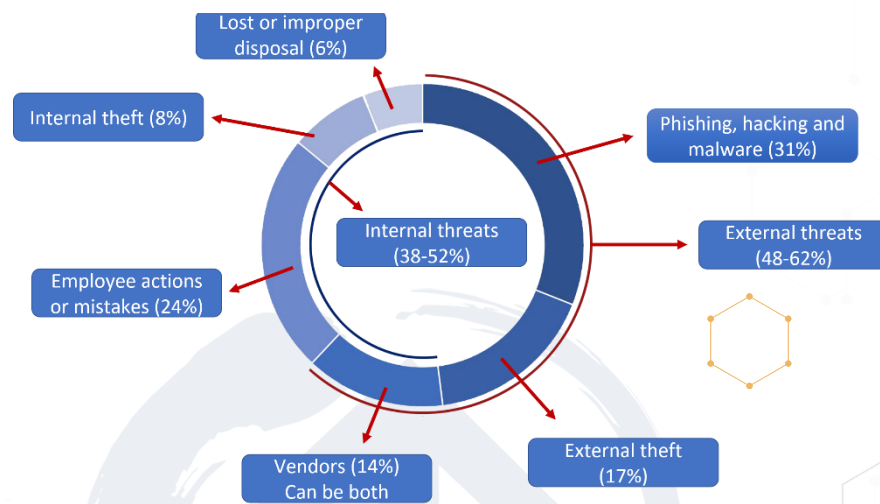 Lost or improper
disposal (6%)
Internal theft (8%)
Phishing, hacking and
malware (31%)
Internal threats
(38-52%)
External threats
(48-62%)
Employee actions
or mistakes (24%)
External theft
(17%)
Vendors (14%)
Can be both